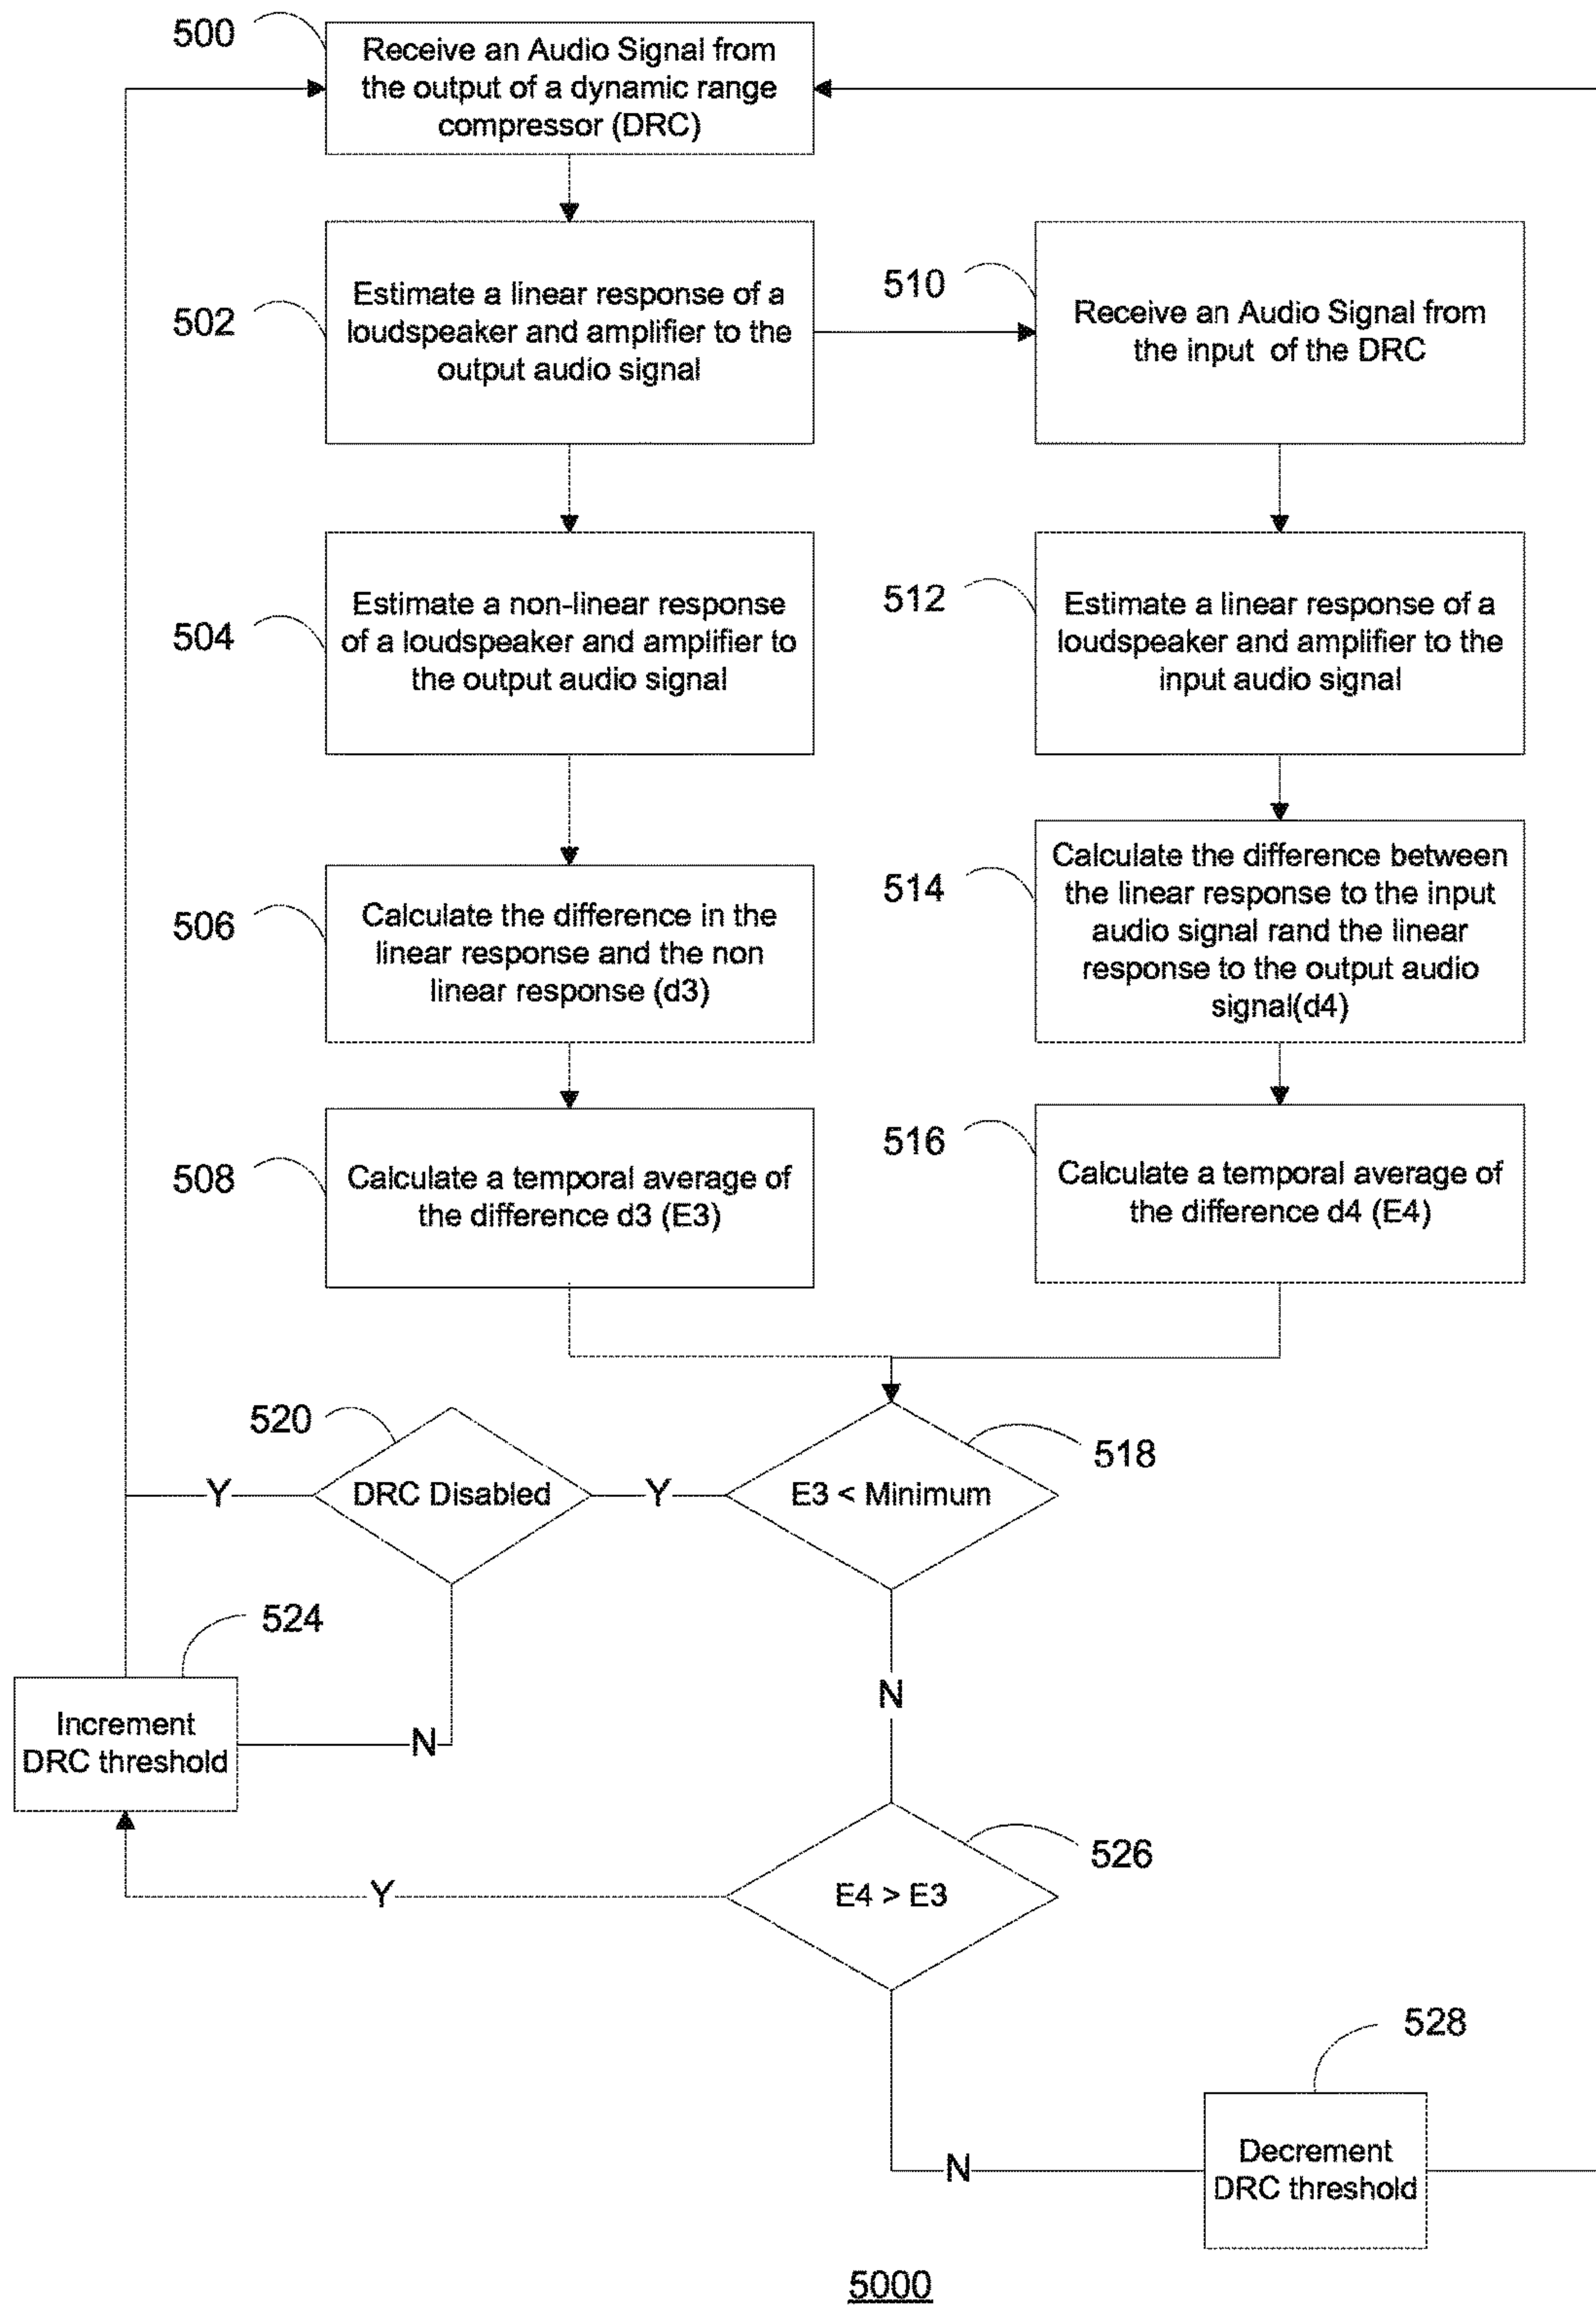 500
Receive an Audio Signal from
the output of a dynamic range
compressor (DRC)
502
Estimate a linear response of a
loudspeaker and amplifier to the
output audio signal
510
Receive an Audio Signal from
the input of the DRC
504
Estimate a non-linear response
of a loudspeaker and amplifier to
the output audio signal
512
Estimate a linear response of a
loudspeaker and amplifier to the
input audio signal
506
Calculate the difference in the
linear response and the non
linear response (d3)
514
Calculate the difference between
the linear response to the input
audio signal rand the linear
response to the output audio
signal(d4)
508
Calculate a temporal average of
the difference d3 (E3)
516
Calculate a temporal average of
the difference d4 (E4)
520
518
Y
DRC Disabled
Y
E3 < Minimum
524
N
Increment
DRC threshold
N
526
Y
E4 > E3
528
N
Decrement
DRC threshold
5000